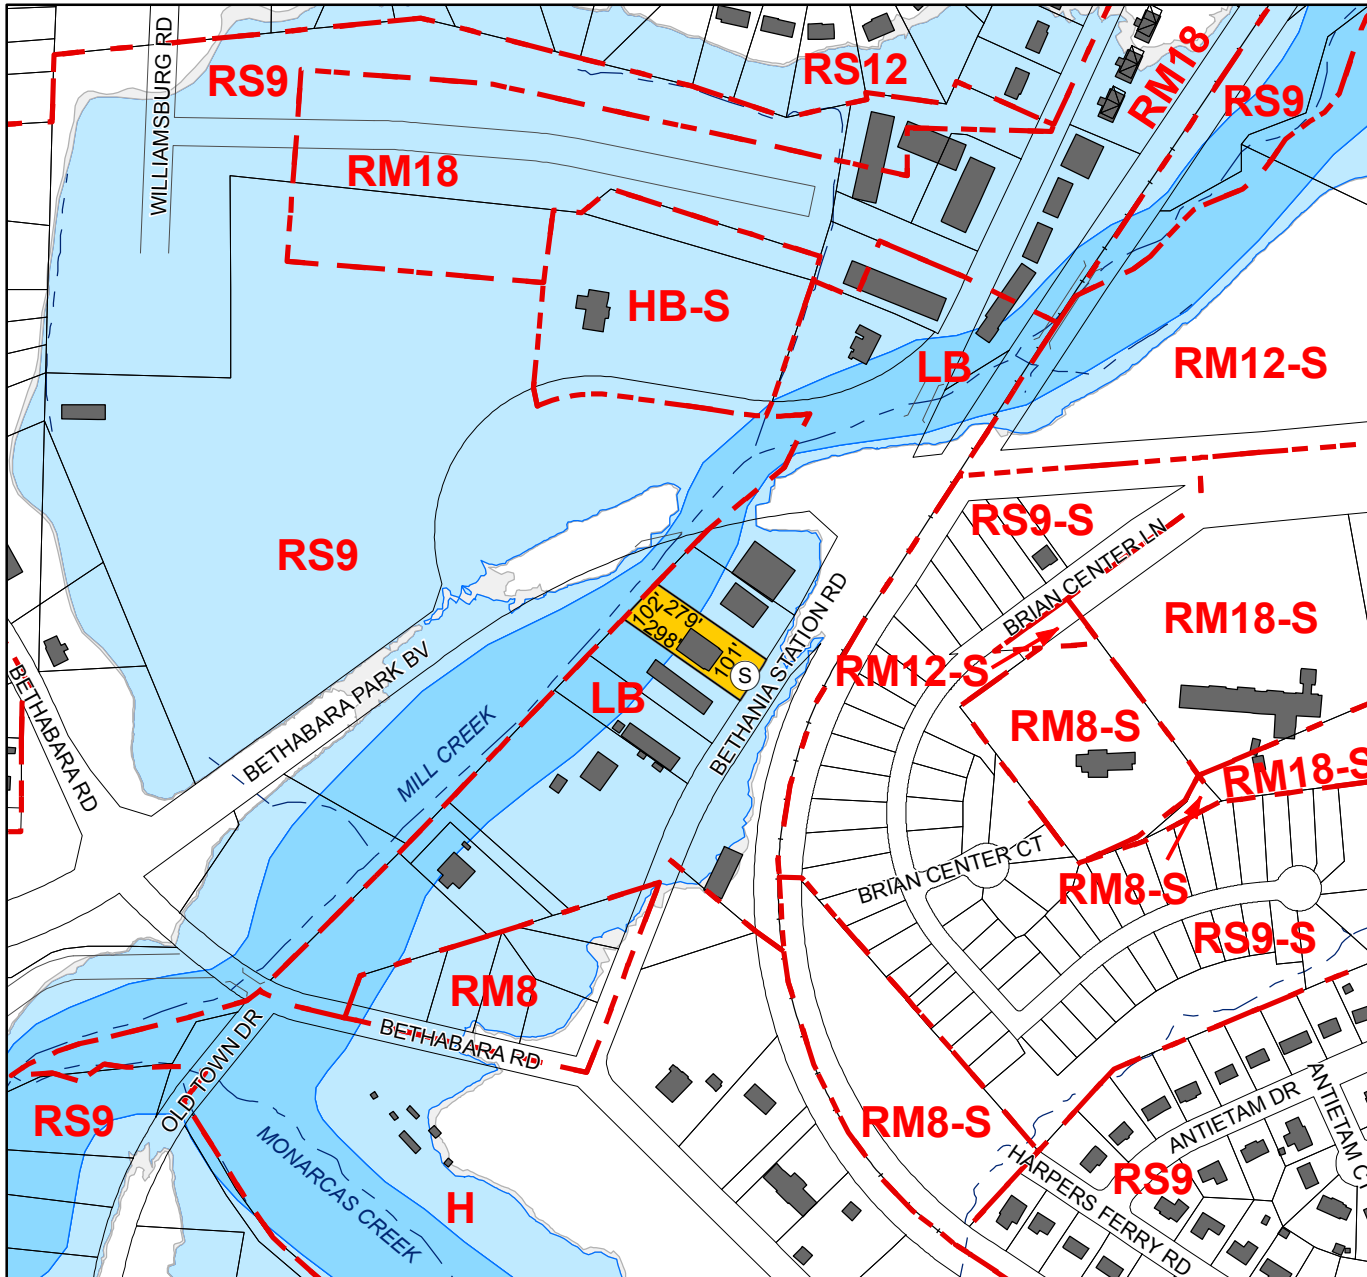 WILLIAMSBURG RD
RS9
RS12
RM18
RS9
RM18
HB-S
LB
RM12-S
RS9
RS9-S
BRIAN CENTER LN
RM18-S
102'
279'
298'
101'
S
BETHANIA STATION RD
RM12-S
LB
BETHABARA PARK BV
MILL CREEK
BETHABARA RD
RM8-S
RM18-S
BRIAN CENTER CT
RM8-S
RS9-S
RM8
BETHABARA RD
OLD TOWN DR
RS9
MONARCAS CREEK
H
RM8-S
ANTIETAM DR
ANTIETAM CT
HARPERS FERRY RD
RS9